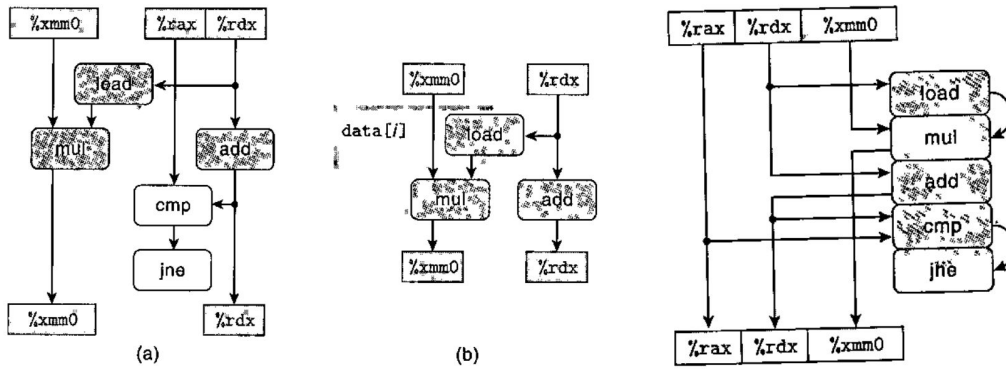 %xmm0
%rax %rdx
load
mul
add
cmp
jne
%xmm0
%rdx
(a)
%xmm0
%rdx
data[i]
load
mul
add
%xmm0
%rdx
(b)
%rax %rdx %xmm0
load
mul
add
cmp
jne
%rax %rdx %xmm0